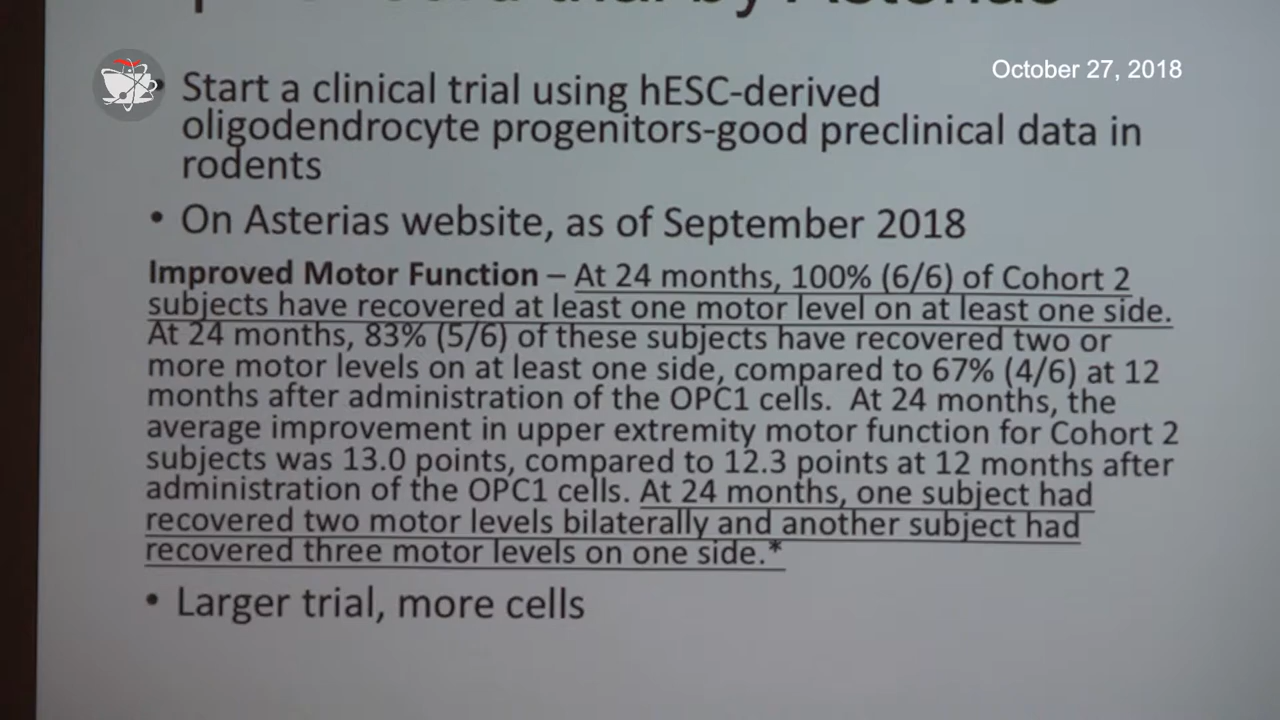 trial by Asterias
October 27, 2018
• Start a clinical trial using hESC-derived
oligodendrocyte progenitors-good preclinical data in
rodents
• On Asterias website, as of September 2018
Improved Motor Function – At 24 months, 100% (6/6) of Cohort 2
subjects have recovered at least one motor level on at least one side.
At 24 months, 83% (5/6) of these subjects have recovered two or
more motor levels on at least one side, compared to 67% (4/6) at 12
months after administration of the OPC1 cells. At 24 months, the
average improvement in upper extremity motor function for Cohort 2
subjects was 13.0 points, compared to 12.3 points at 12 months after
administration of the OPC1 cells. At 24 months, one subject had
recovered two motor levels bilaterally and another subject had
recovered three motor levels on one side.*
• Larger trial, more cells